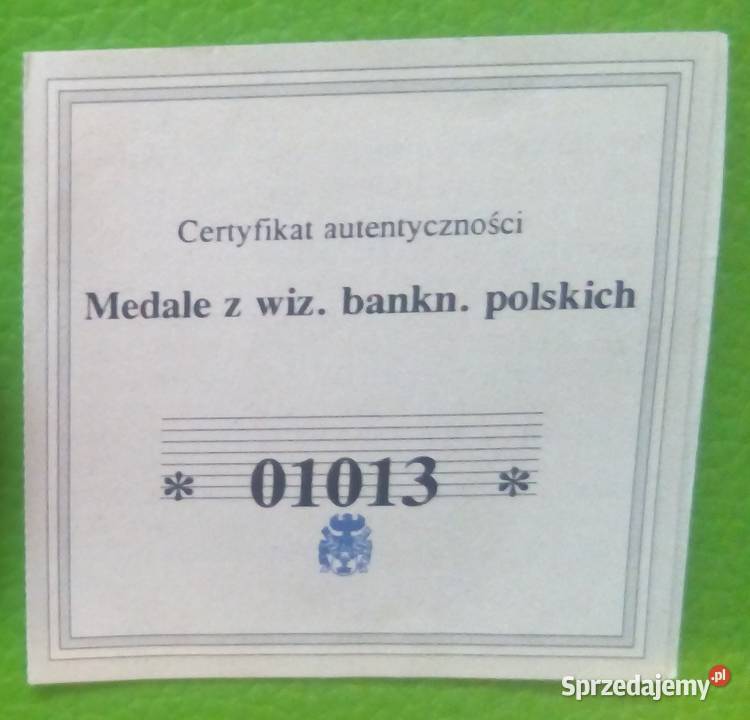 Certyfikat autentyczności
Medale z wiz. bankn. polskich
* 01013 *
Sprzedajemy.pl